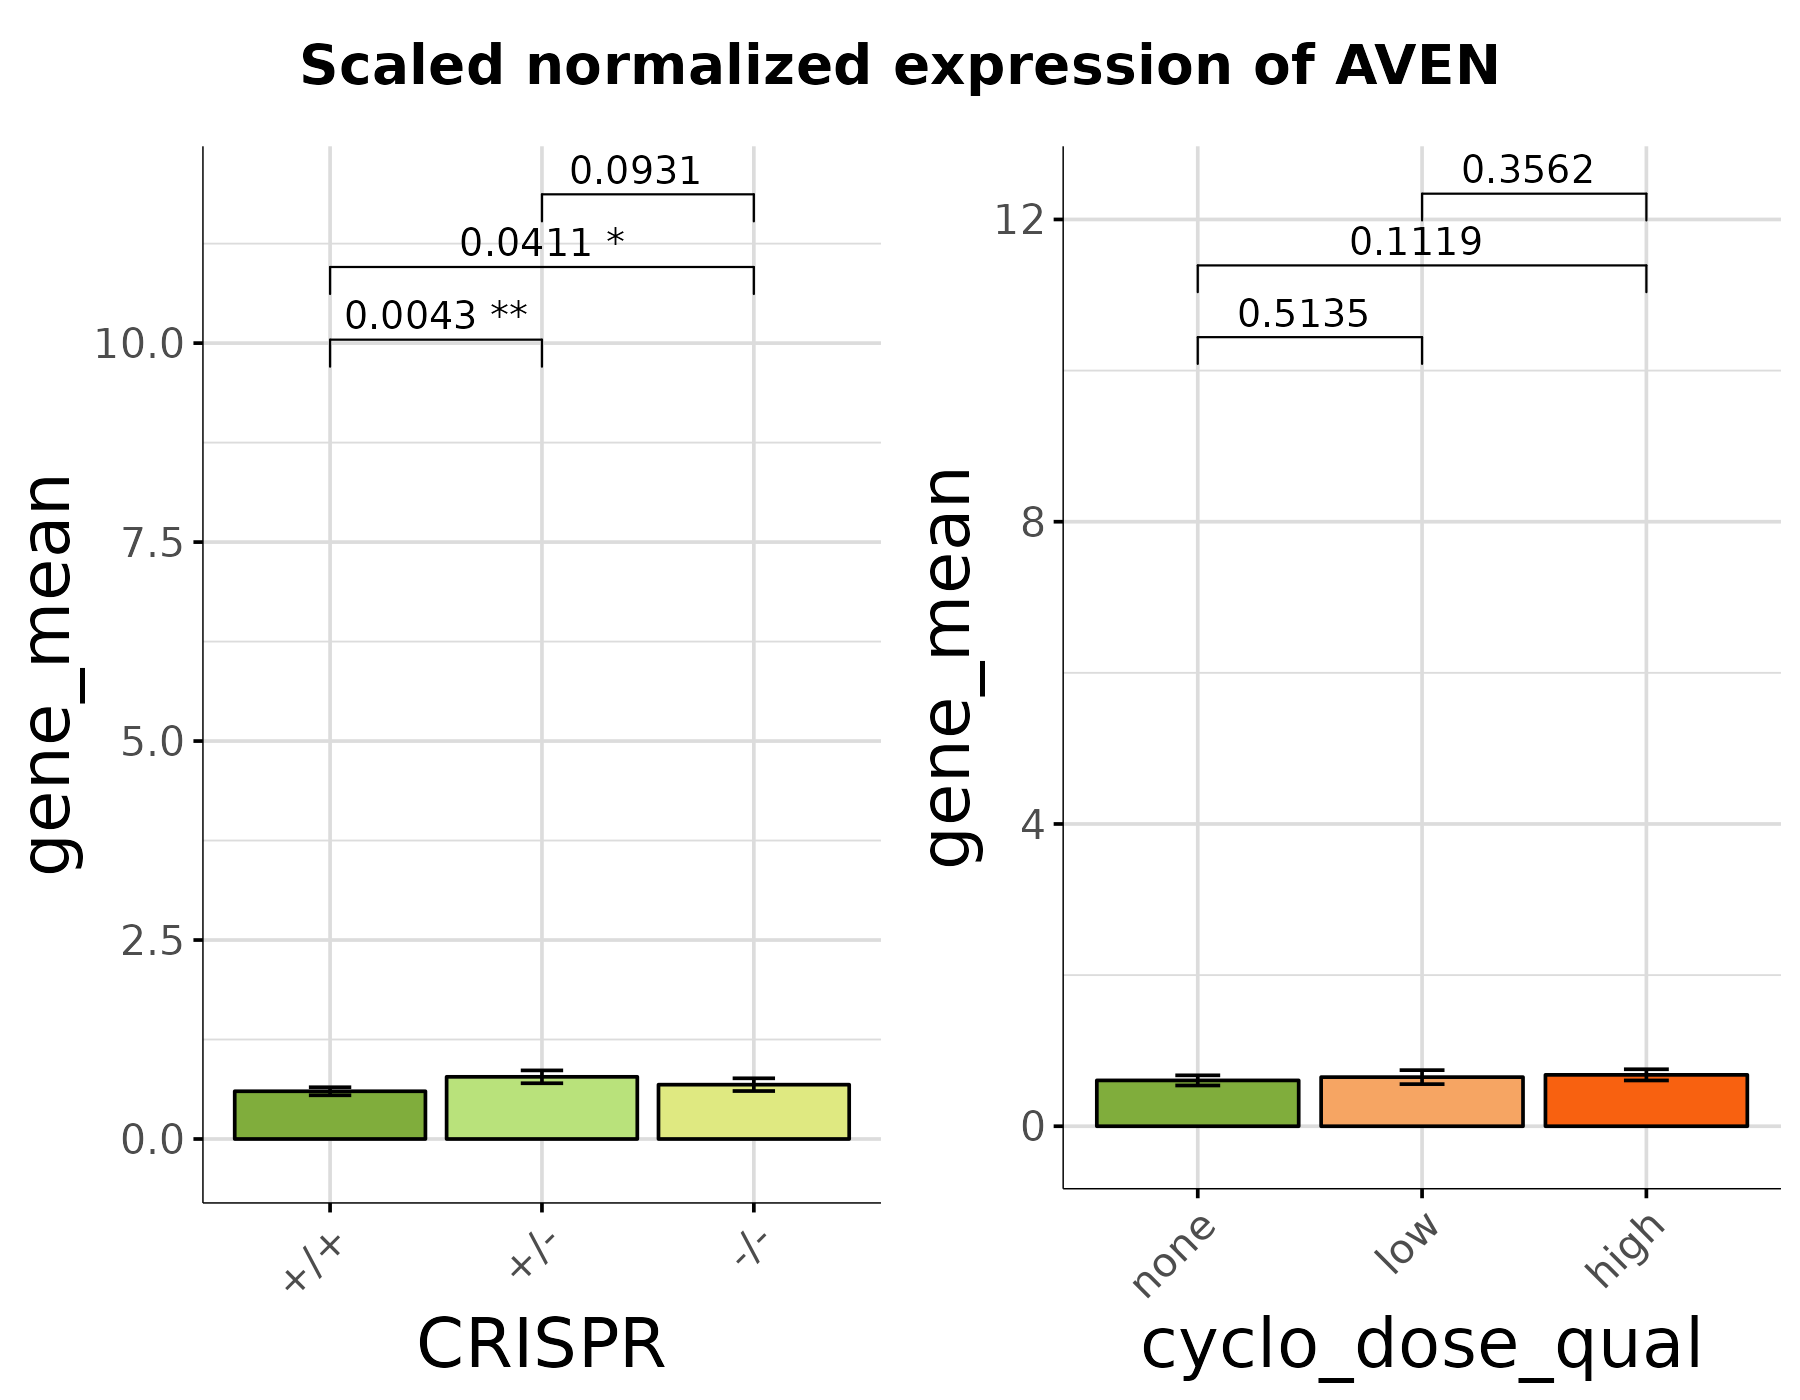 Scaled normalized expression of AVEN
gene_mean
10.0
7.5
5.0
2.5
0.0
0.0931
0.0411 *
0.0043 **
+/+
+/-
-/-
CRISPR
gene_mean
12
8
4
0
0.3562
0.1119
0.5135
none
low
high
cyclo_dose_qual